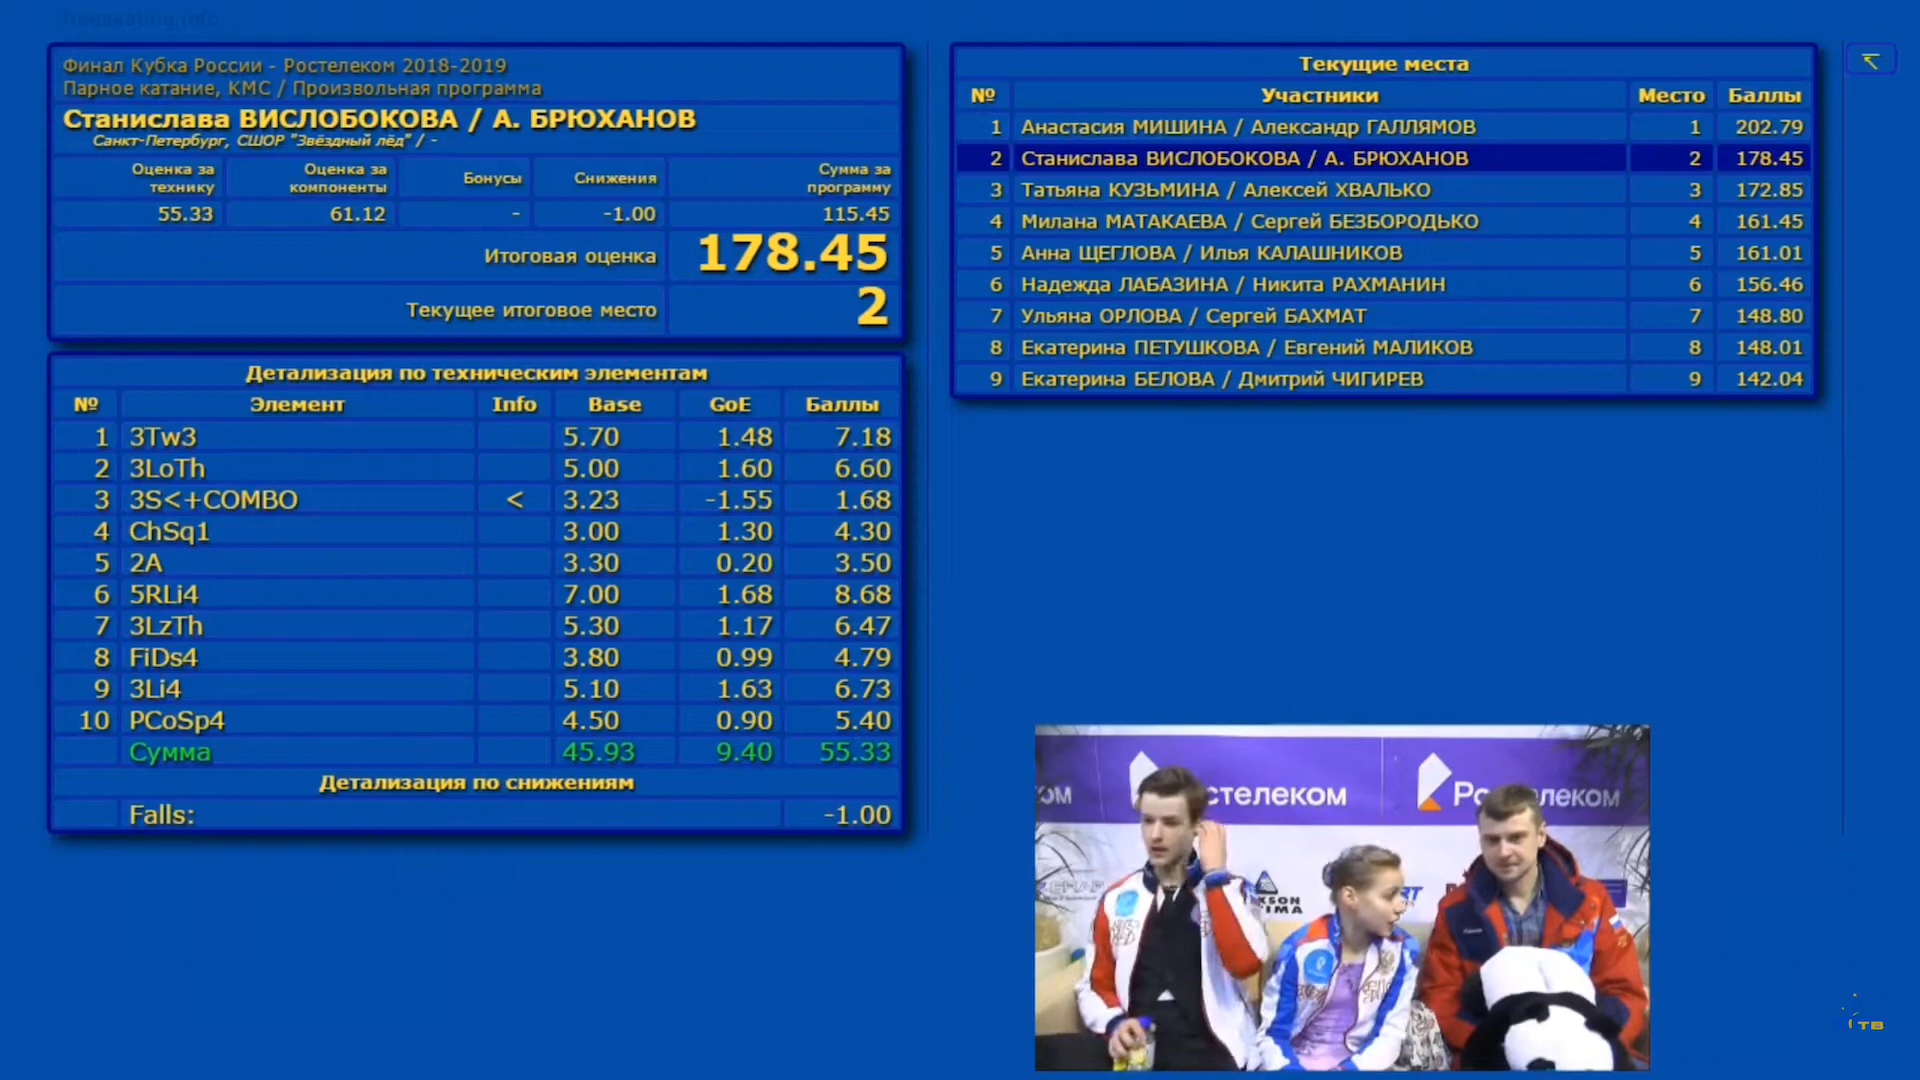 freeskating.info
Финал Кубка России - Ростелеком 2018-2019
Парное катание, КМС / Произвольная программа
Станислава ВИСЛОБОКОВА / А. БРЮХАНОВ
Санкт-Петербург, СШОР "Звёздный лёд" / -
Оценка за технику Оценка за компоненты Бонусы Снижения Сумма за программу
55.33 61.12 - -1.00 115.45
Итоговая оценка 178.45
Текущее итоговое место 2
Детализация по техническим элементам
№ Элемент Info Base GoE Баллы
1 3Tw3 5.70 1.48 7.18
2 3LoTh 5.00 1.60 6.60
3 3S<+COMBO < 3.23 -1.55 1.68
4 ChSq1 3.00 1.30 4.30
5 2A 3.30 0.20 3.50
6 5RLi4 7.00 1.68 8.68
7 3LzTh 5.30 1.17 6.47
8 FiDs4 3.80 0.99 4.79
9 3Li4 5.10 1.63 6.73
10 PCoSp4 4.50 0.90 5.40
Сумма 45.93 9.40 55.33
Детализация по снижениям
Falls: -1.00
Текущие места
№ Участники Место Баллы
1 Анастасия МИШИНА / Александр ГАЛЛЯМОВ 1 202.79
2 Станислава ВИСЛОБОКОВА / А. БРЮХАНОВ 2 178.45
3 Татьяна КУЗЬМИНА / Алексей ХВАЛЬКО 3 172.85
4 Милана МАТАКАЕВА / Сергей БЕЗБОРОДЬКО 4 161.45
5 Анна ЩЕГЛОВА / Илья КАЛАШНИКОВ 5 161.01
6 Надежда ЛАБАЗИНА / Никита РАХМАНИН 6 156.46
7 Ульяна ОРЛОВА / Сергей БАХМАТ 7 148.80
8 Екатерина ПЕТУШКОВА / Евгений МАЛИКОВ 8 148.01
9 Екатерина БЕЛОВА / Дмитрий ЧИГИРЕВ 9 142.04
ом стелеком Ро леком
KSON
IMA
ТВ